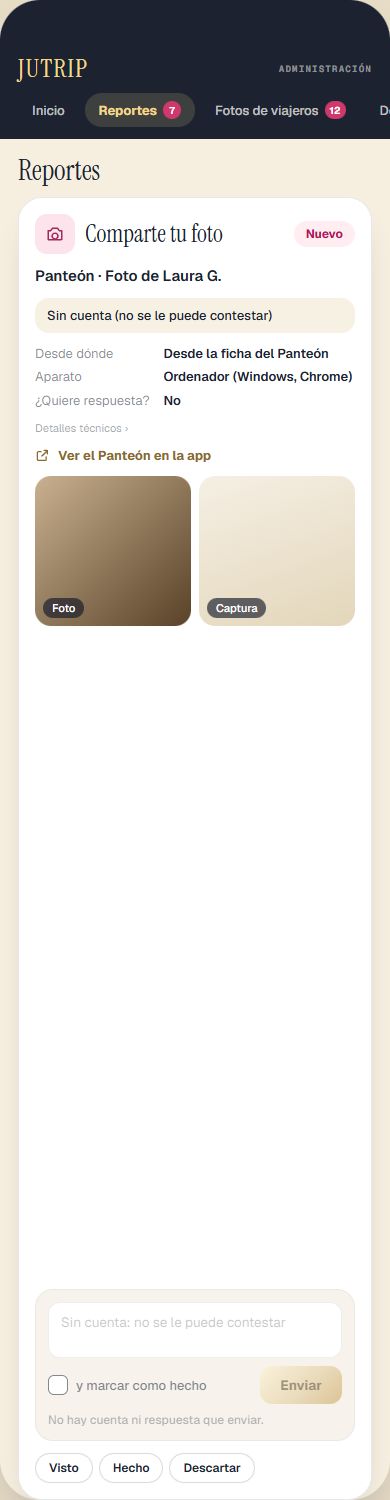 JUTRIP
ADMINISTRACIÓN
Inicio
Reportes 7
Fotos de viajeros 12
Reportes
Comparte tu foto
Nuevo
Panteón · Foto de Laura G.
Sin cuenta (no se le puede contestar)
Desde dónde Desde la ficha del Panteón
Aparato Ordenador (Windows, Chrome)
¿Quiere respuesta? No
Detalles técnicos ›
Ver el Panteón en la app
Foto
Captura
Sin cuenta: no se le puede contestar
y marcar como hecho
Enviar
No hay cuenta ni respuesta que enviar.
Visto
Hecho
Descartar